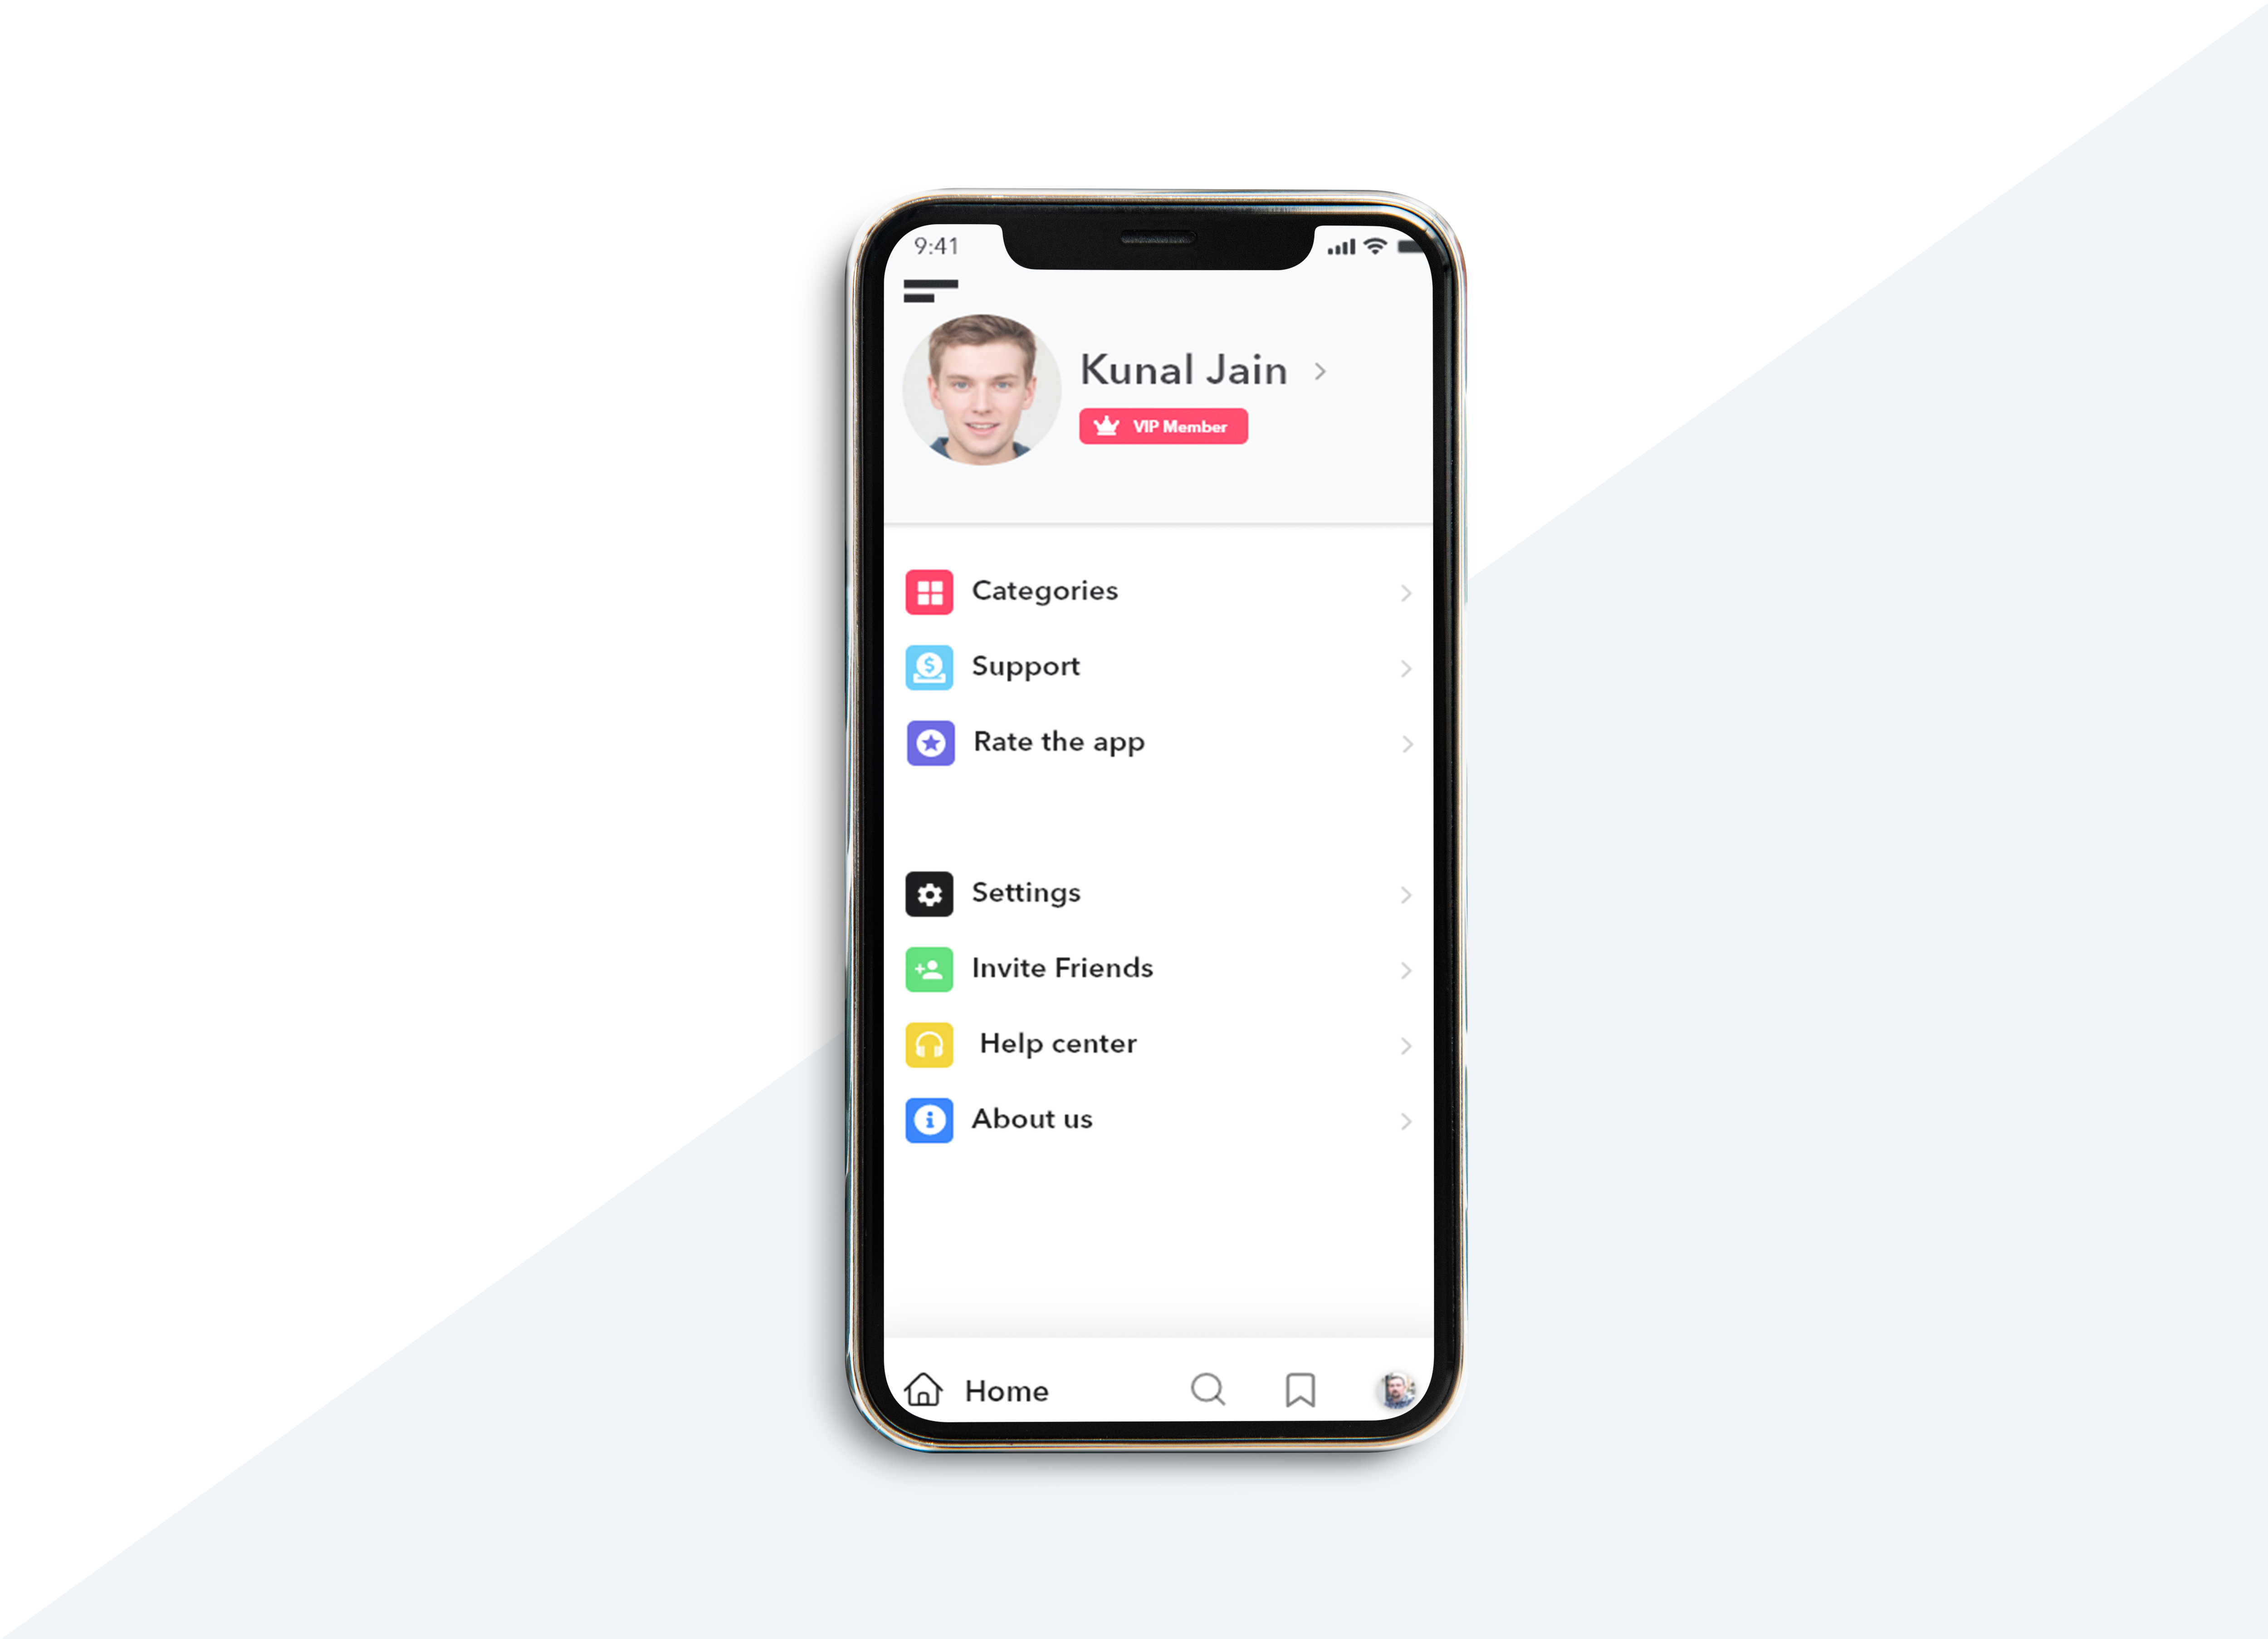 9:41
Kunal Jain
VIP Member
Categories
Support
Rate the app
Settings
Invite Friends
Help center
About us
Home